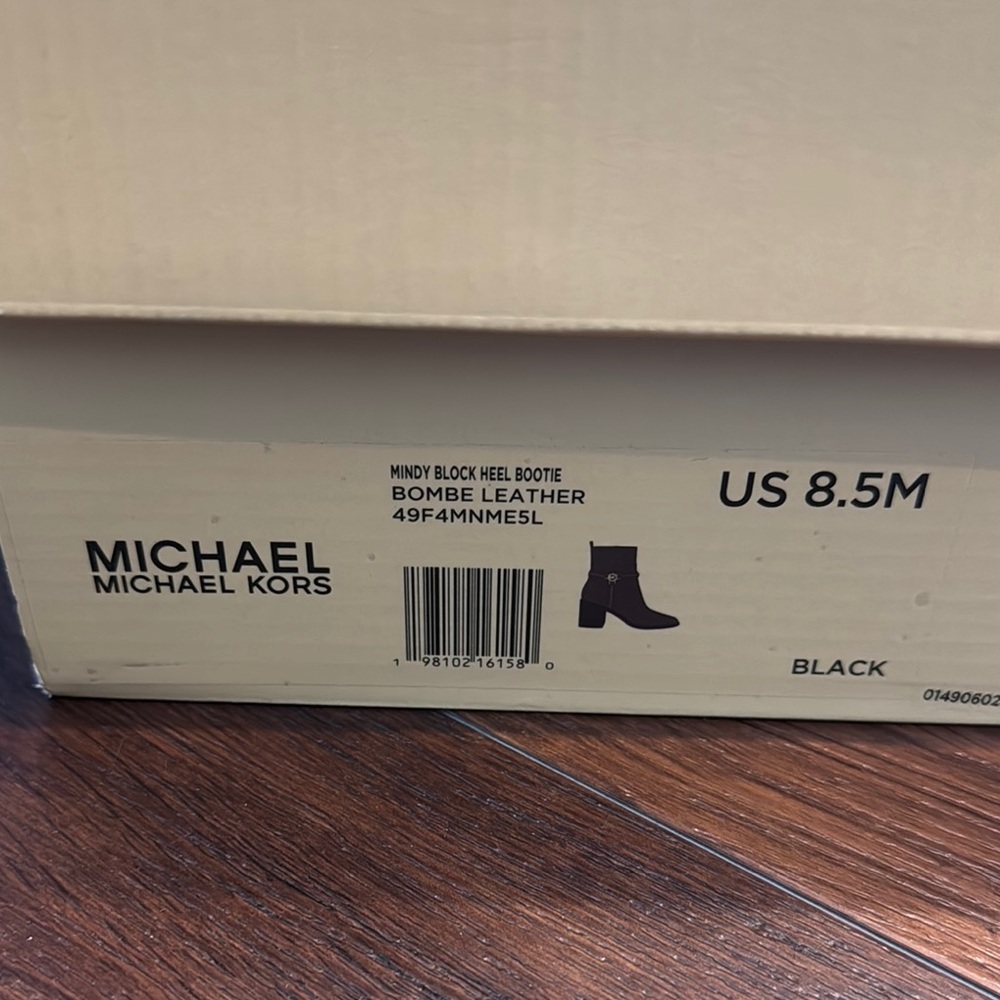 MINDY BLOCK HEEL BOOTIE
BOMBE LEATHER
49F4MNME5L
US 8.5M
MICHAEL
MICHAEL KORS
1 98102 16158 0
BLACK
01490602